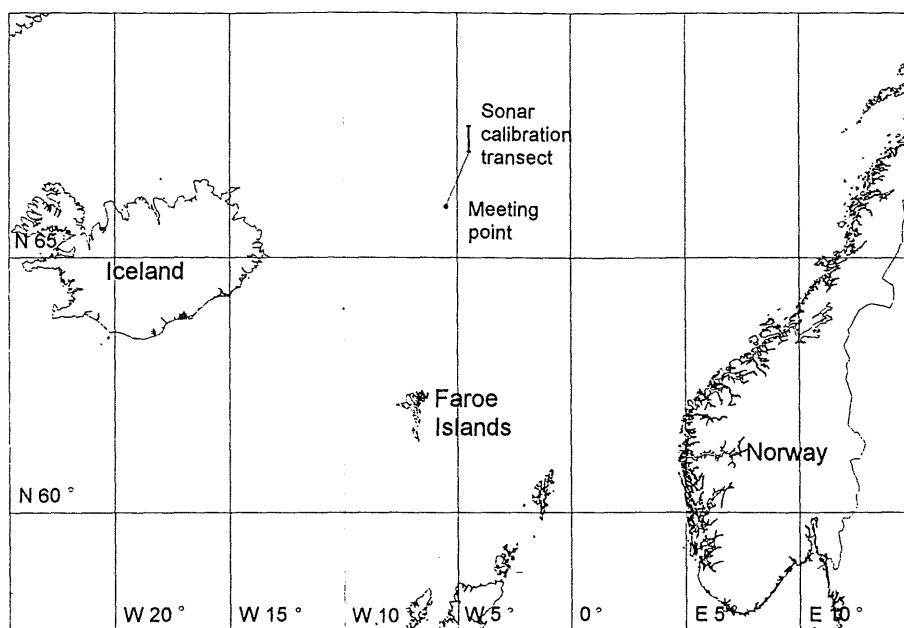 Sonar
calibration
transect
Meeting
point
N 65
Iceland
Faroe
Islands
Norway
N 60 °
W 20 °
W 15 °
W 10
W 5 °
0 °
E 5 °
E 10 °